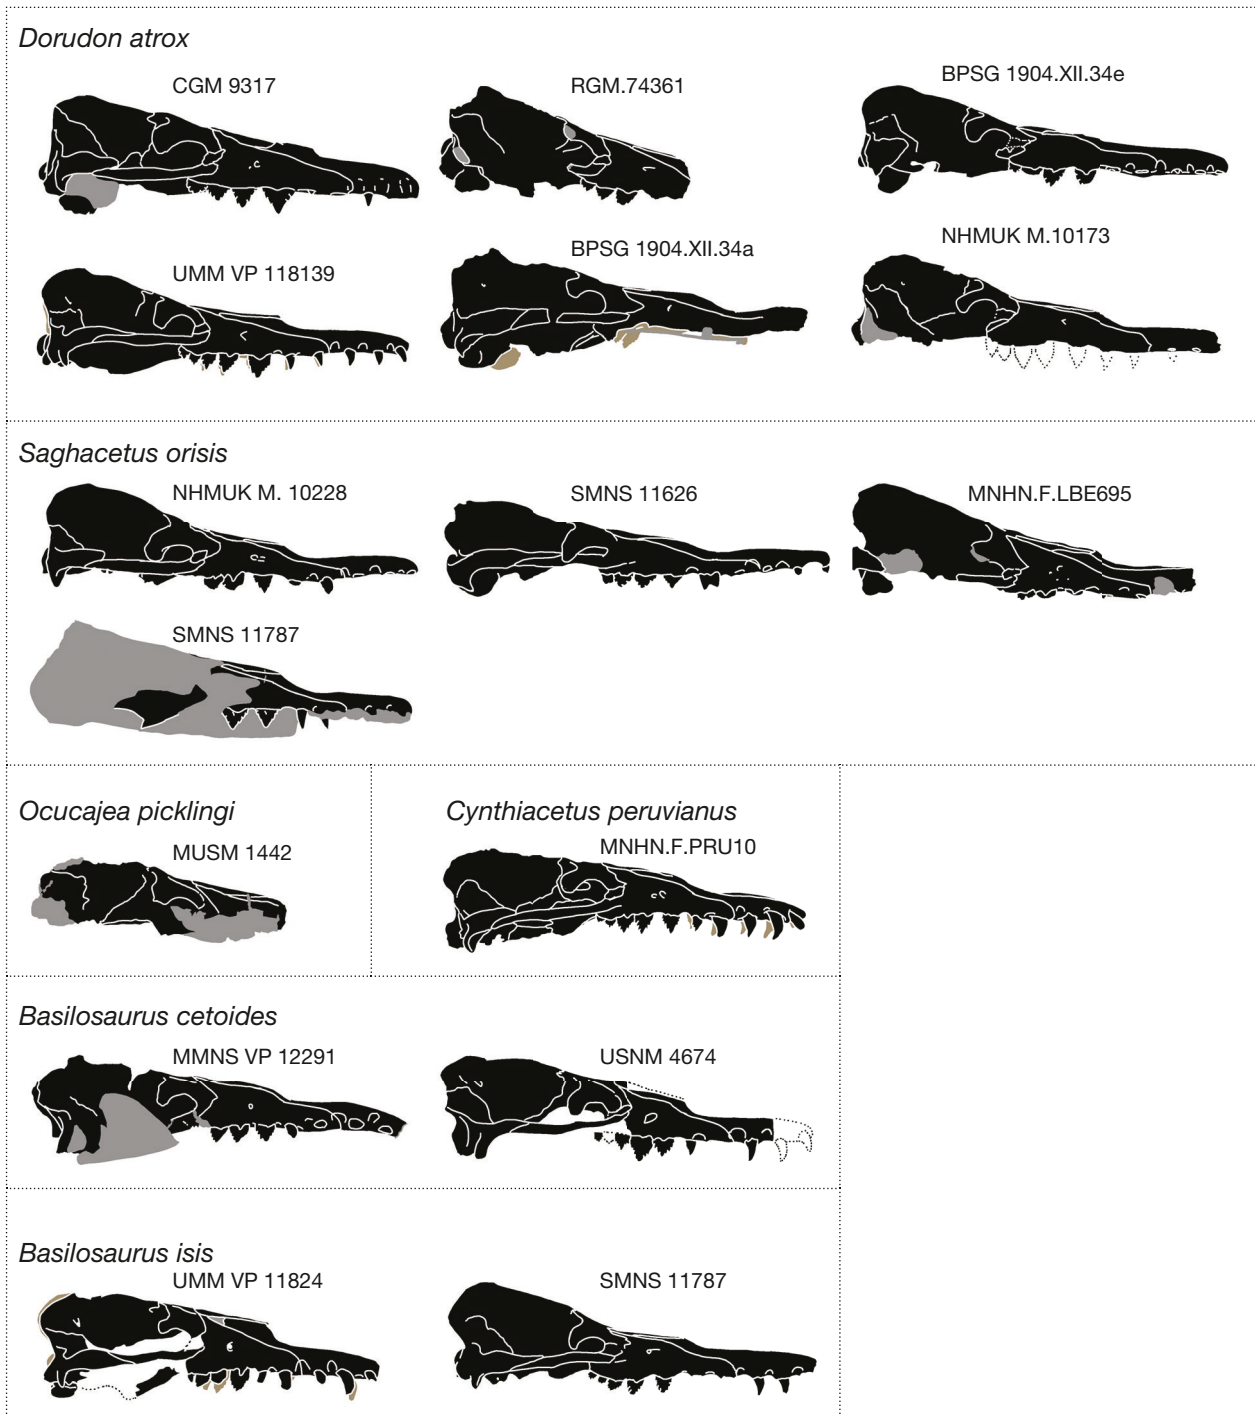 Dorudon atrox
CGM 9317
RGM.74361
BPSG 1904.XII.34e
UMM VP 118139
BPSG 1904.XII.34a
NHMUK M.10173
Saghacetus orisis
NHMUK M. 10228
SMNS 11626
MNHN.F.LBE695
SMNS 11787
Ocucajea picklingi
MUSM 1442
Cynthiacetus peruvianus
MNHN.F.PRU10
Basilosaurus cetoides
MMNS VP 12291
USNM 4674
Basilosaurus isis
UMM VP 11824
SMNS 11787